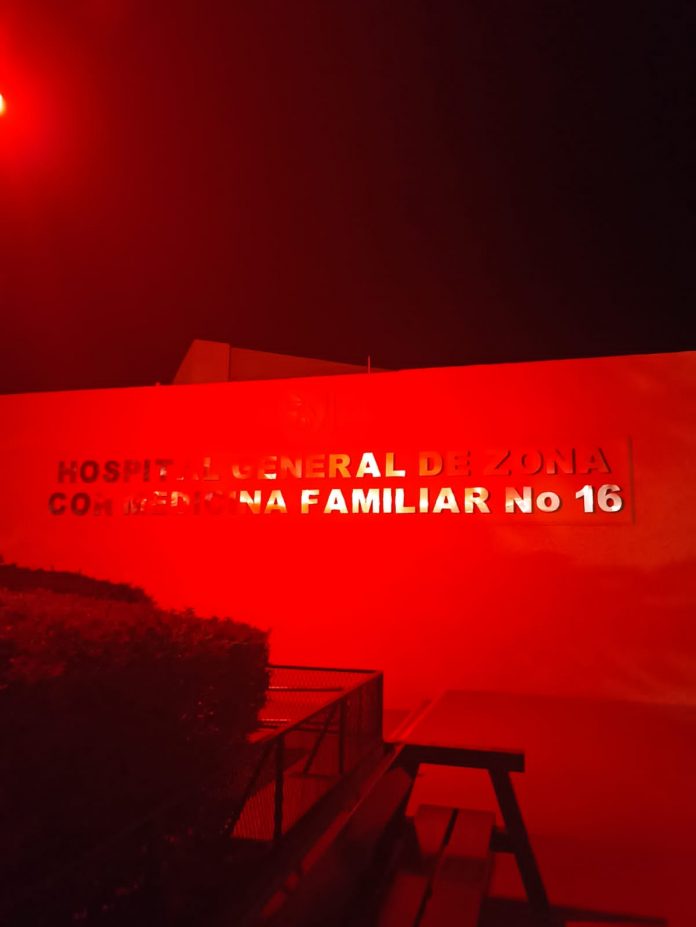 HOSPITAL GENERAL DE ZONA
CON MEDICINA FAMILIAR No 16